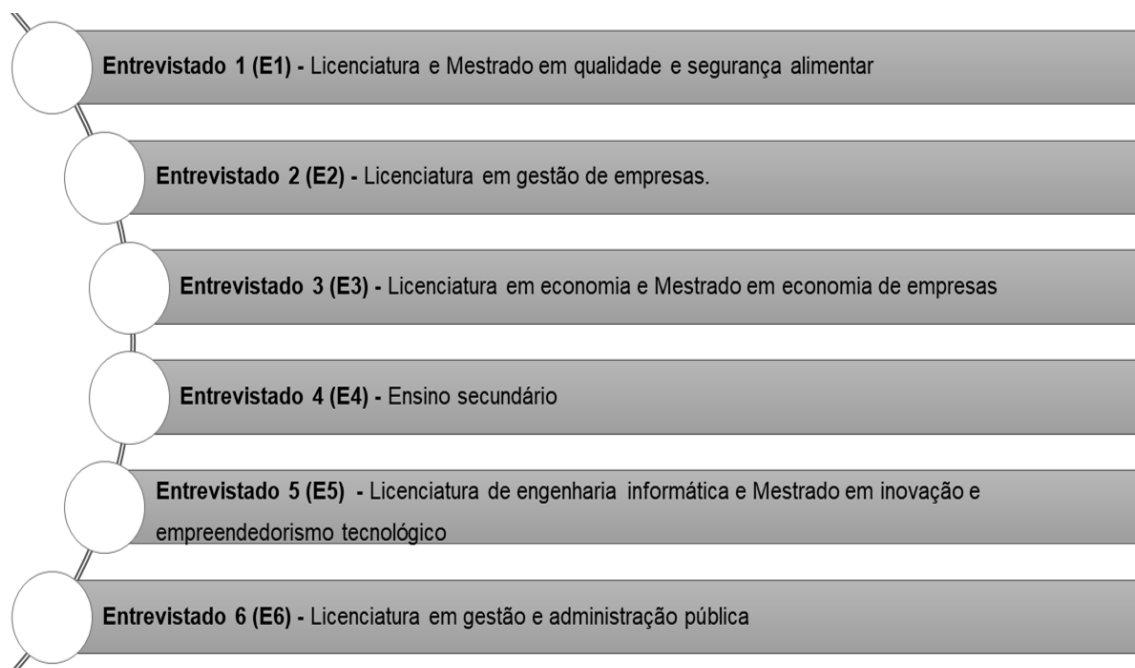 Entrevistado 1 (E1) - Licenciatura e Mestrado em qualidade e segurança alimentar
Entrevistado 2 (E2) - Licenciatura em gestão de empresas.
Entrevistado 3 (E3) - Licenciatura em economia e Mestrado em economia de empresas
Entrevistado 4 (E4) - Ensino secundário
Entrevistado 5 (E5) - Licenciatura de engenharia informática e Mestrado em inovação e
empreendedorismo tecnológico
Entrevistado 6 (E6) - Licenciatura em gestão e administração pública